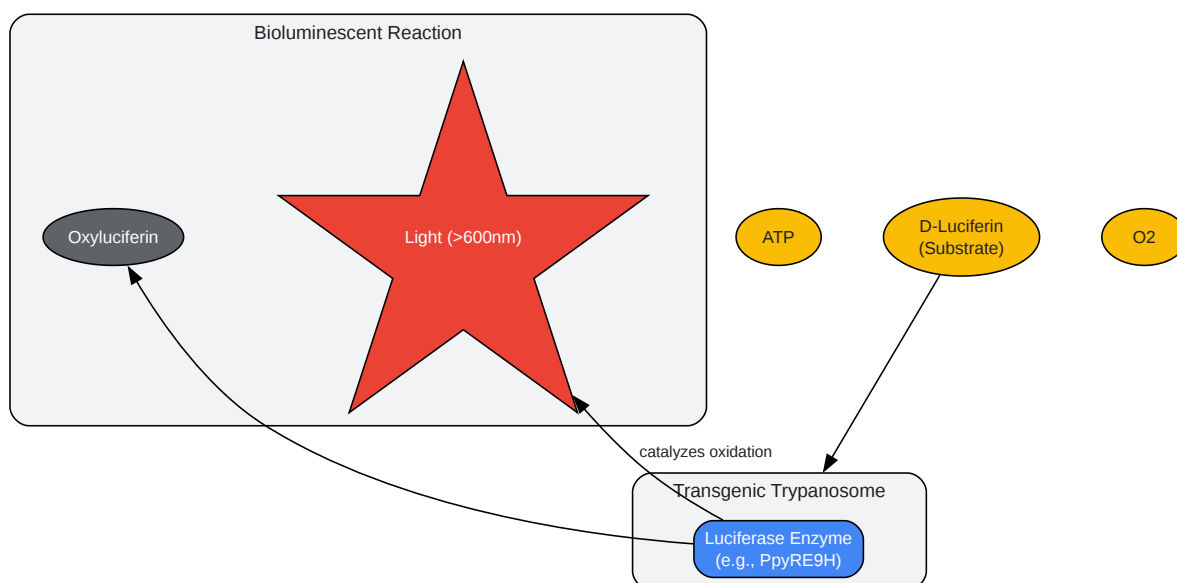 Bioluminescent Reaction
Oxyluciferin
Light (>600nm)
ATP
D-Luciferin
(Substrate)
O2
catalyzes oxidation
Transgenic Trypanosome
Luciferase Enzyme
(e.g., PpyRE9H)